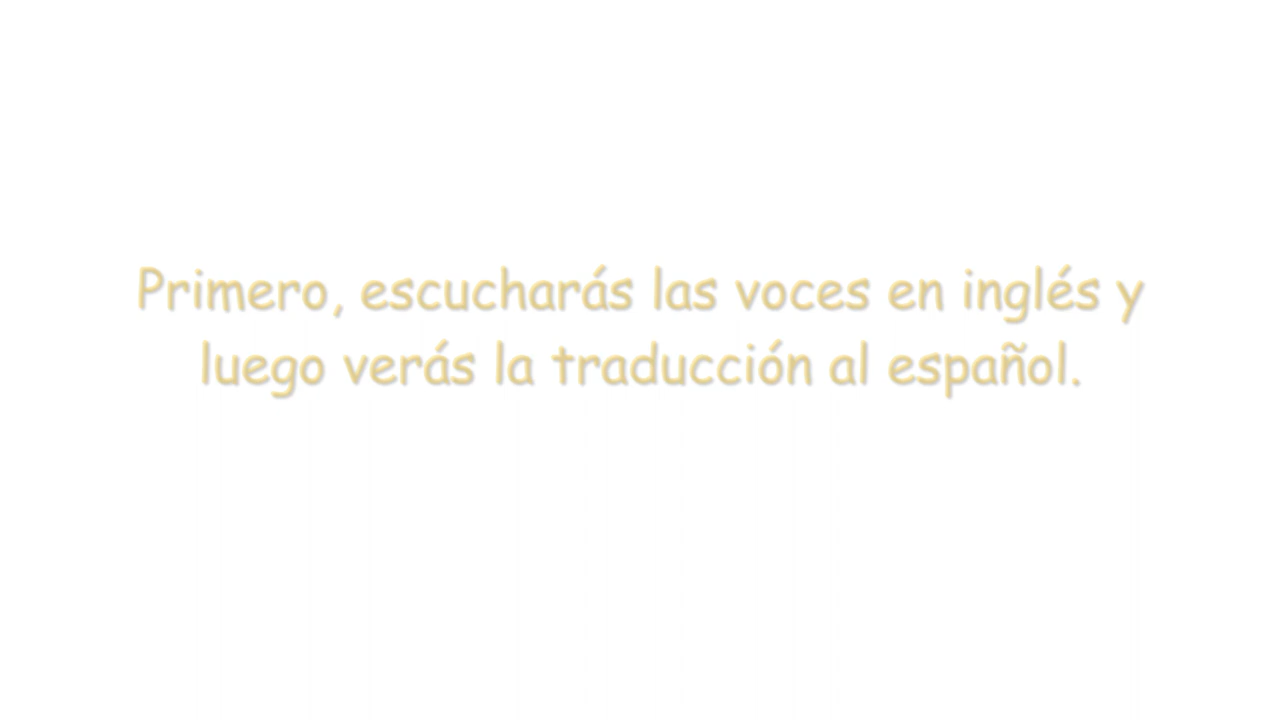 Primero, escucharás las voces en inglés y
luego verás la traducción al español.